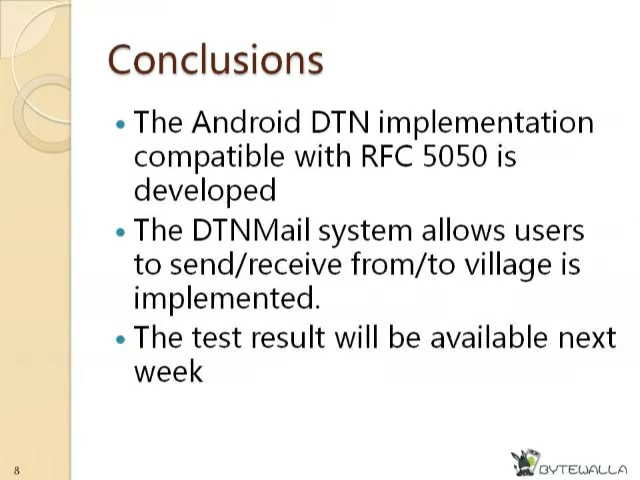 Conclusions
• The Android DTN implementation
compatible with RFC 5050 is
developed
• The DTNMail system allows users
to send/receive from/to village is
implemented.
• The test result will be available next
week
8
BYTEWALLA